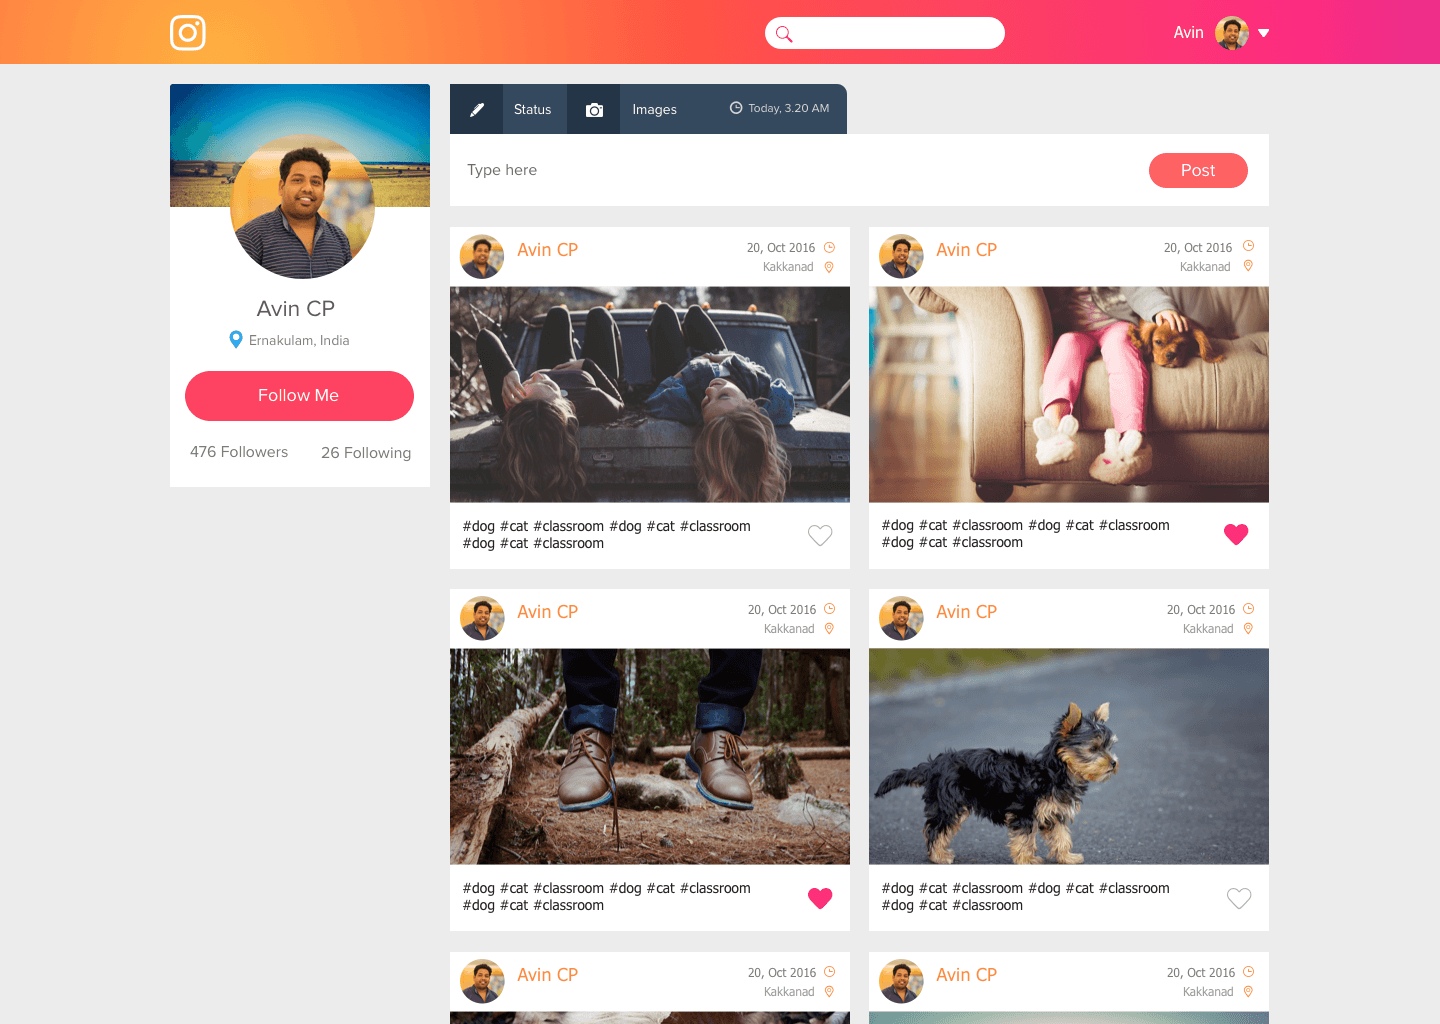 Avin
Status
Images
Today, 3.20 AM
Type here
Post
Avin CP
Ernakulam, India
Follow Me
476 Followers
26 Following
Avin CP
20, Oct 2016
Kakkanad
#dog #cat #classroom #dog #cat #classroom
#dog #cat #classroom
Avin CP
20, Oct 2016
Kakkanad
#dog #cat #classroom #dog #cat #classroom
#dog #cat #classroom
Avin CP
20, Oct 2016
Kakkanad
#dog #cat #classroom #dog #cat #classroom
#dog #cat #classroom
Avin CP
20, Oct 2016
Kakkanad
#dog #cat #classroom #dog #cat #classroom
#dog #cat #classroom
Avin CP
20, Oct 2016
Kakkanad
Avin CP
20, Oct 2016
Kakkanad